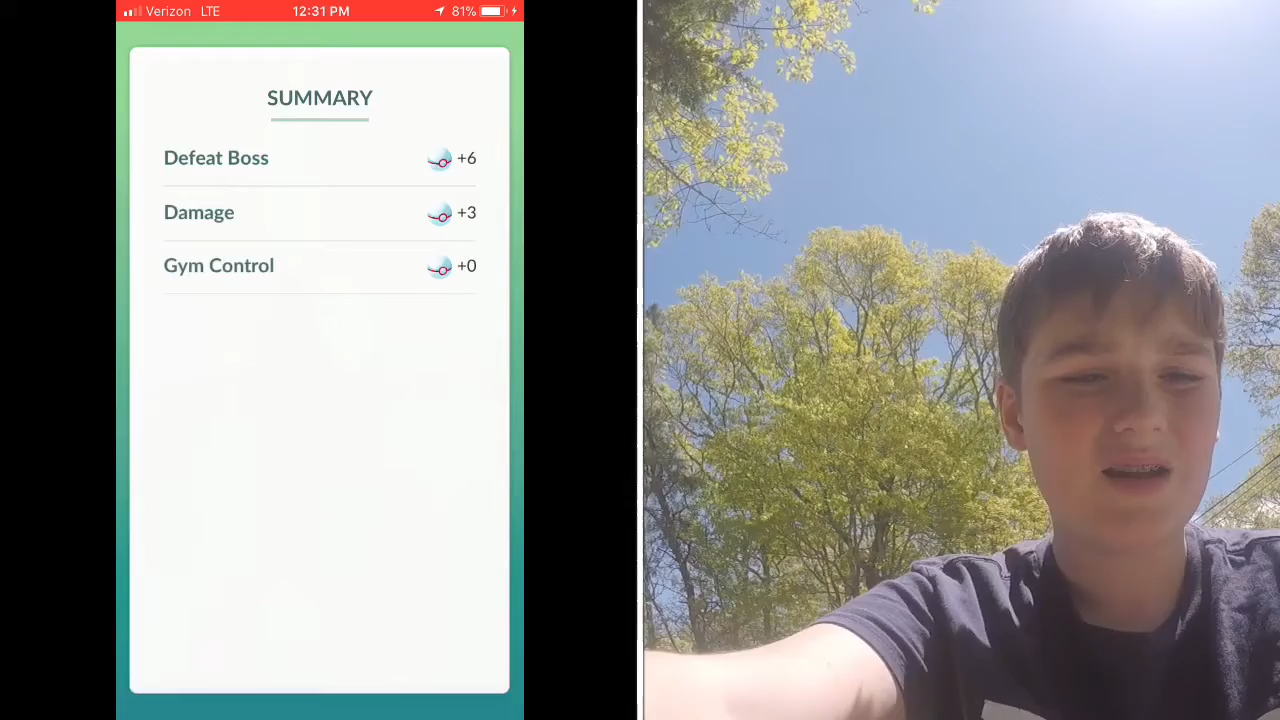 Verizon LTE 12:31 PM 81%
SUMMARY
Defeat Boss +6
Damage +3
Gym Control +0